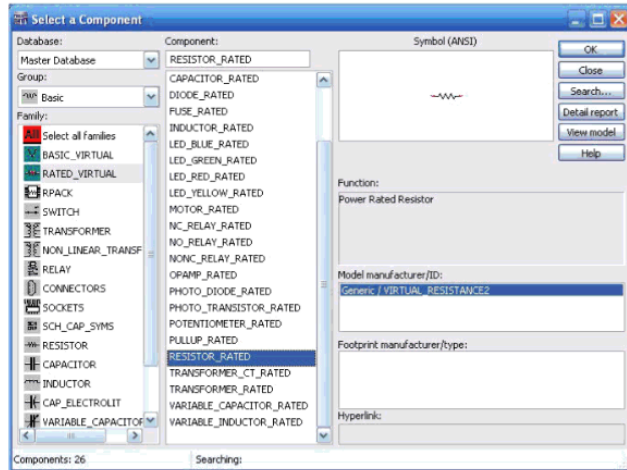 Select a Component
Database:
Master Database
Group:
Basic
Family:
All Select all families
BASIC_VIRTUAL
RATED_VIRTUAL
RPACK
SWITCH
TRANSFORMER
NON_LINEAR_TRANSF
RELAY
CONNECTORS
SOCKETS
SCH_CAP_SYMS
RESISTOR
CAPACITOR
INDUCTOR
CAP_ELECTROLIT
VARIABLE_CAPACITOR
Component:
RESISTOR_RATED
CAPACITOR_RATED
DIODE_RATED
FUSE_RATED
INDUCTOR_RATED
LED_BLUE_RATED
LED_GREEN_RATED
LED_RED_RATED
LED_YELLOW_RATED
MOTOR_RATED
NC_RELAY_RATED
NO_RELAY_RATED
NONC_RELAY_RATED
OPAMP_RATED
PHOTO_DIODE_RATED
PHOTO_TRANSISTOR_RATED
POTENTIOMETER_RATED
PULLUP_RATED
RESISTOR_RATED
TRANSFORMER_CT_RATED
TRANSFORMER_RATED
VARIABLE_CAPACITOR_RATED
VARIABLE_INDUCTOR_RATED
Symbol (ANSI)
Function:
Power Rated Resistor
Model manufacturer/ID:
Generic / VIRTUAL_RESISTANCE2
Footprint manufacturer/type:
Hyperlink:
OK
Close
Search...
Detail report
View model
Help
Components: 26
Searching: